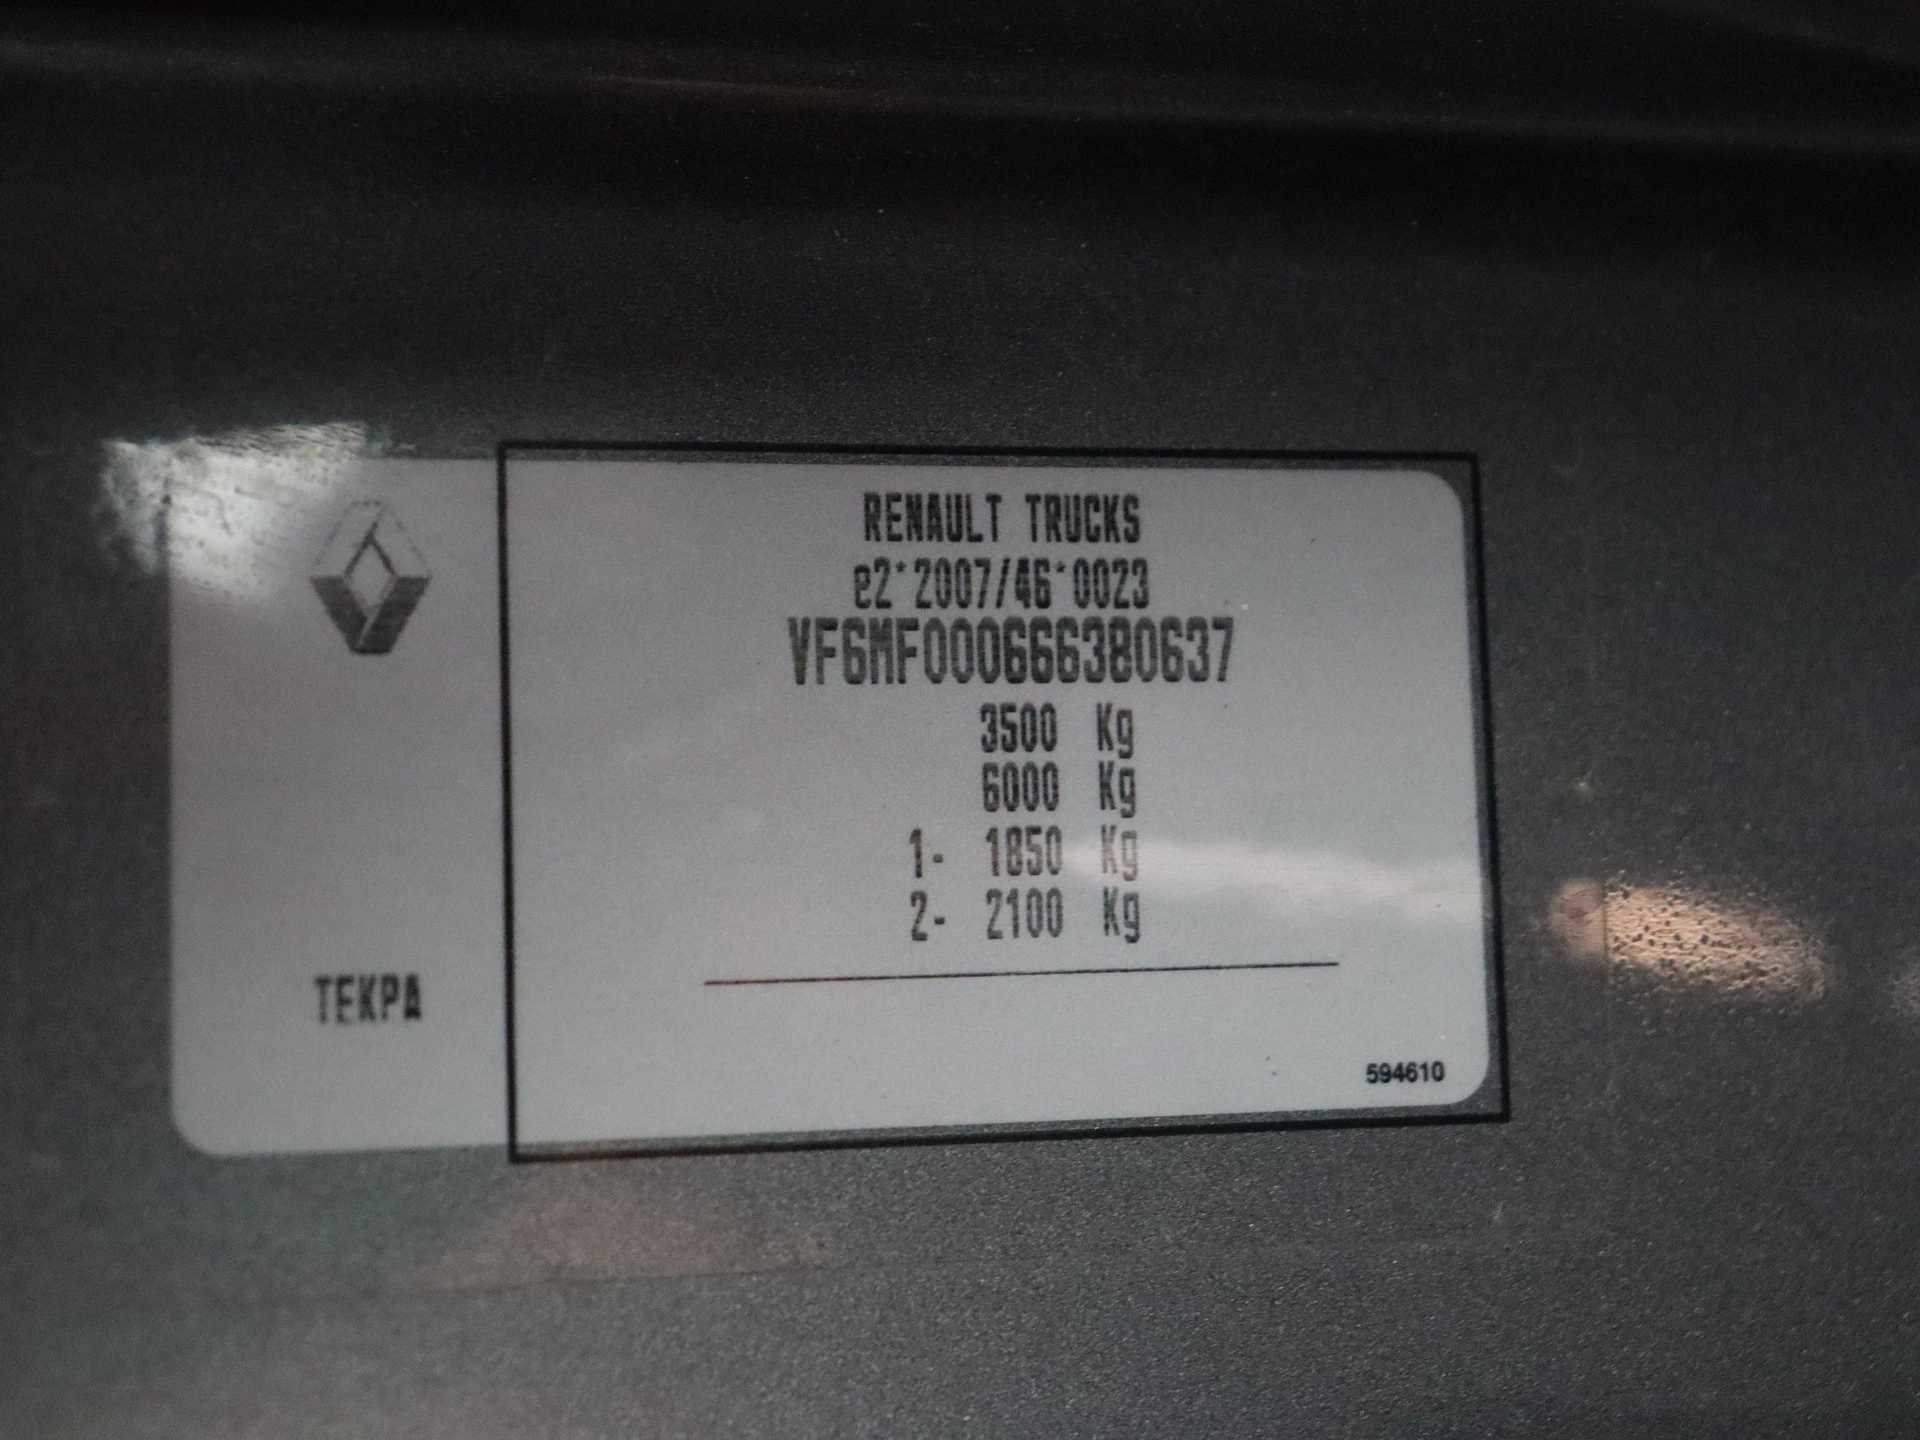 RENAULT TRUCKS
e2*2007/46*0023
VF6MF000666380637
3500 Kg
6000 Kg
1- 1850 Kg
2- 2100 Kg
TEKPA
594610